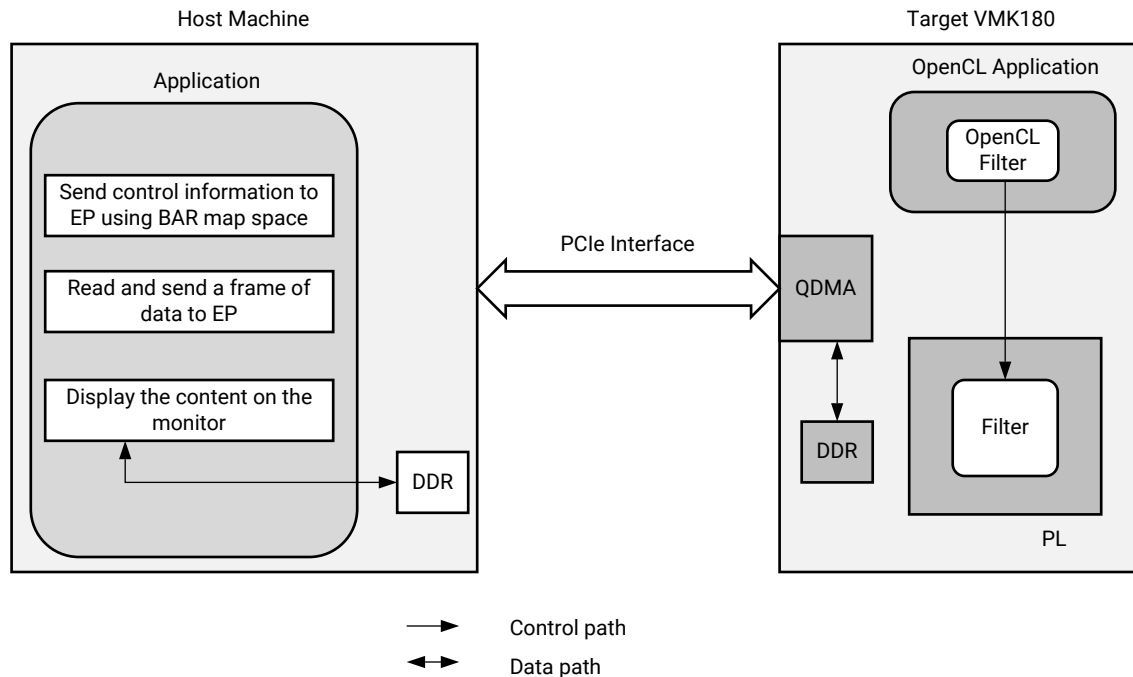 Host Machine
Target VMK180
Application
Send control information to
EP using BAR map space
Read and send a frame of
data to EP
Display the content on the
monitor
DDR
PCIe Interface
OpenCL Application
OpenCL
Filter
QDMA
DDR
Filter
PL
Control path
Data path